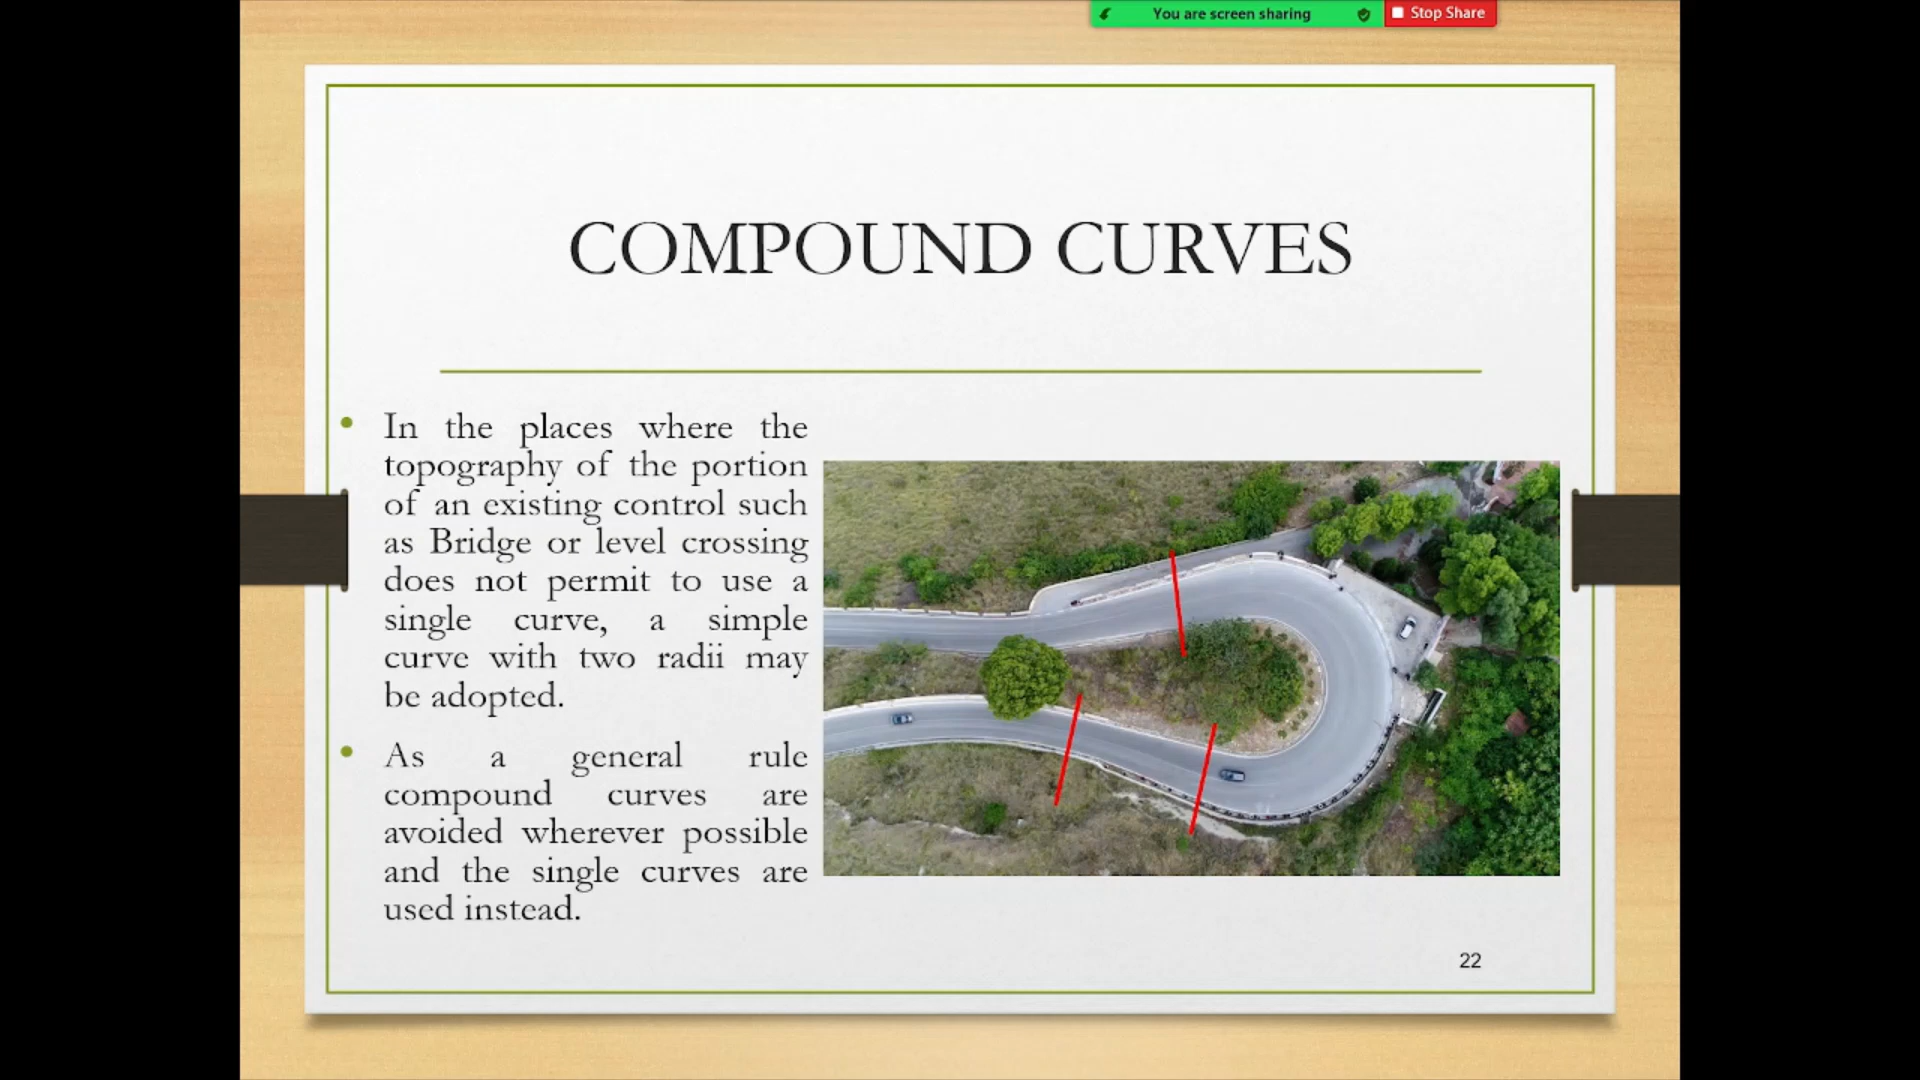 You are screen sharing
Stop Share
COMPOUND CURVES
• In the places where the
topography of the portion
of an existing control such
as Bridge or level crossing
does not permit to use a
single curve, a simple
curve with two radii may
be adopted.
• As a general rule
compound curves are
avoided wherever possible
and the single curves are
used instead.
22